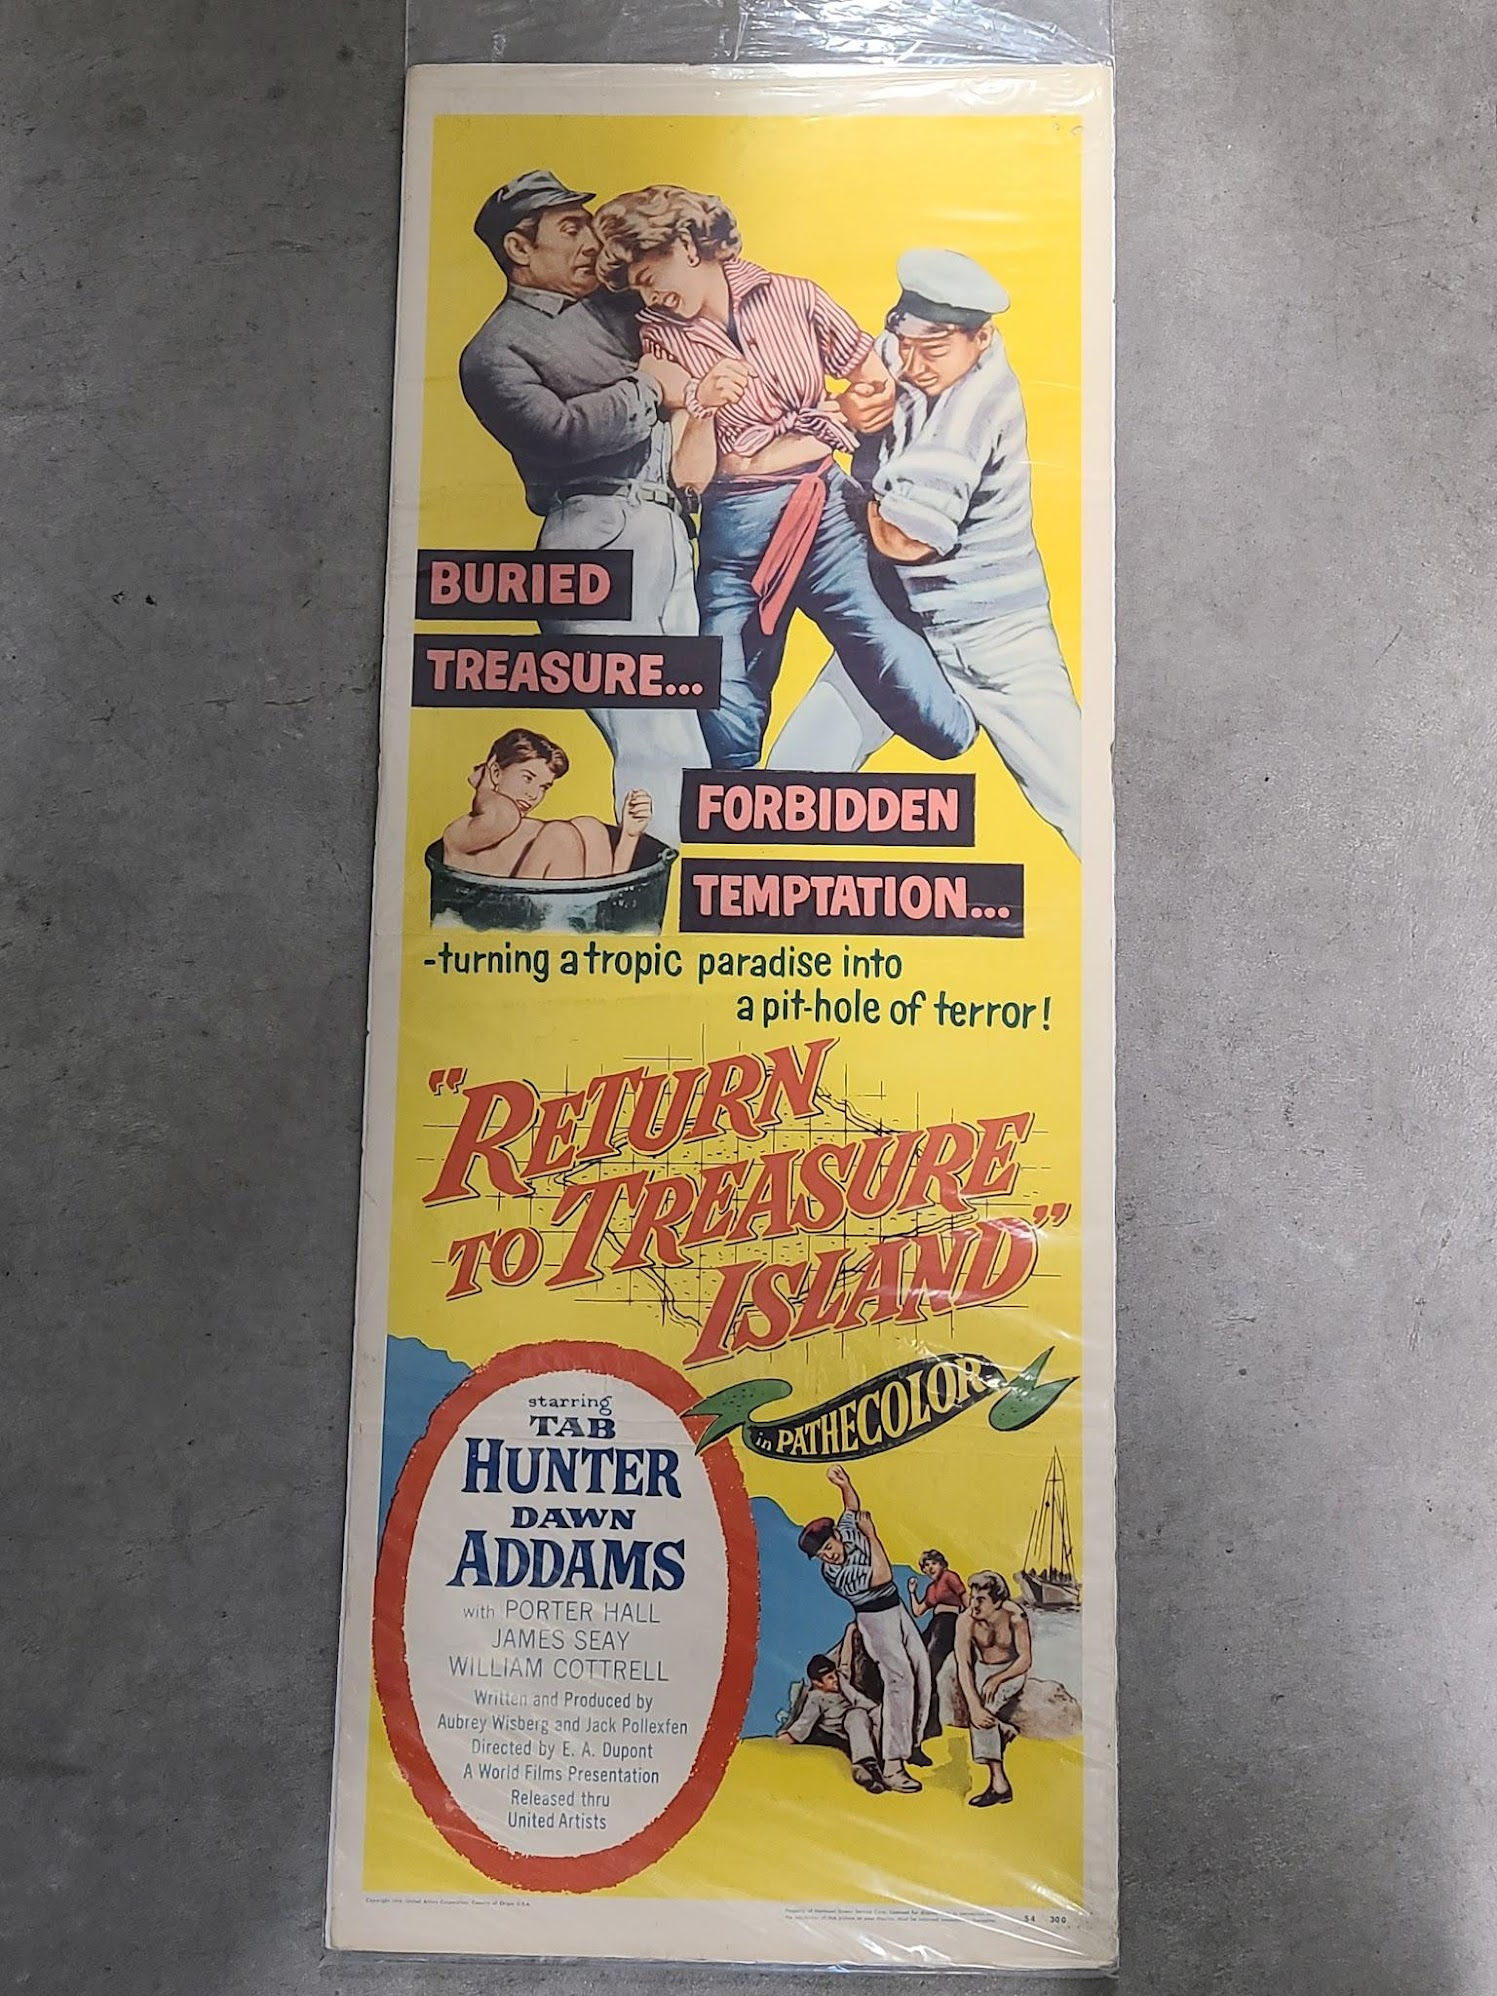 BURIED
TREASURE...
FORBIDDEN
TEMPTATION...
-turning a tropic paradise into
a pit-hole of terror!
"RETURN
TO TREASURE
ISLAND"
in PATHECOLOR
starring
TAB
HUNTER
DAWN
ADDAMS
with PORTER HALL
JAMES SEAY
WILLIAM COTTRELL
Written and Produced by
Aubrey Wisberg and Jack Pollexfen
Directed by E. A. Dupont
A World Films Presentation
Released thru
United Artists
54 300